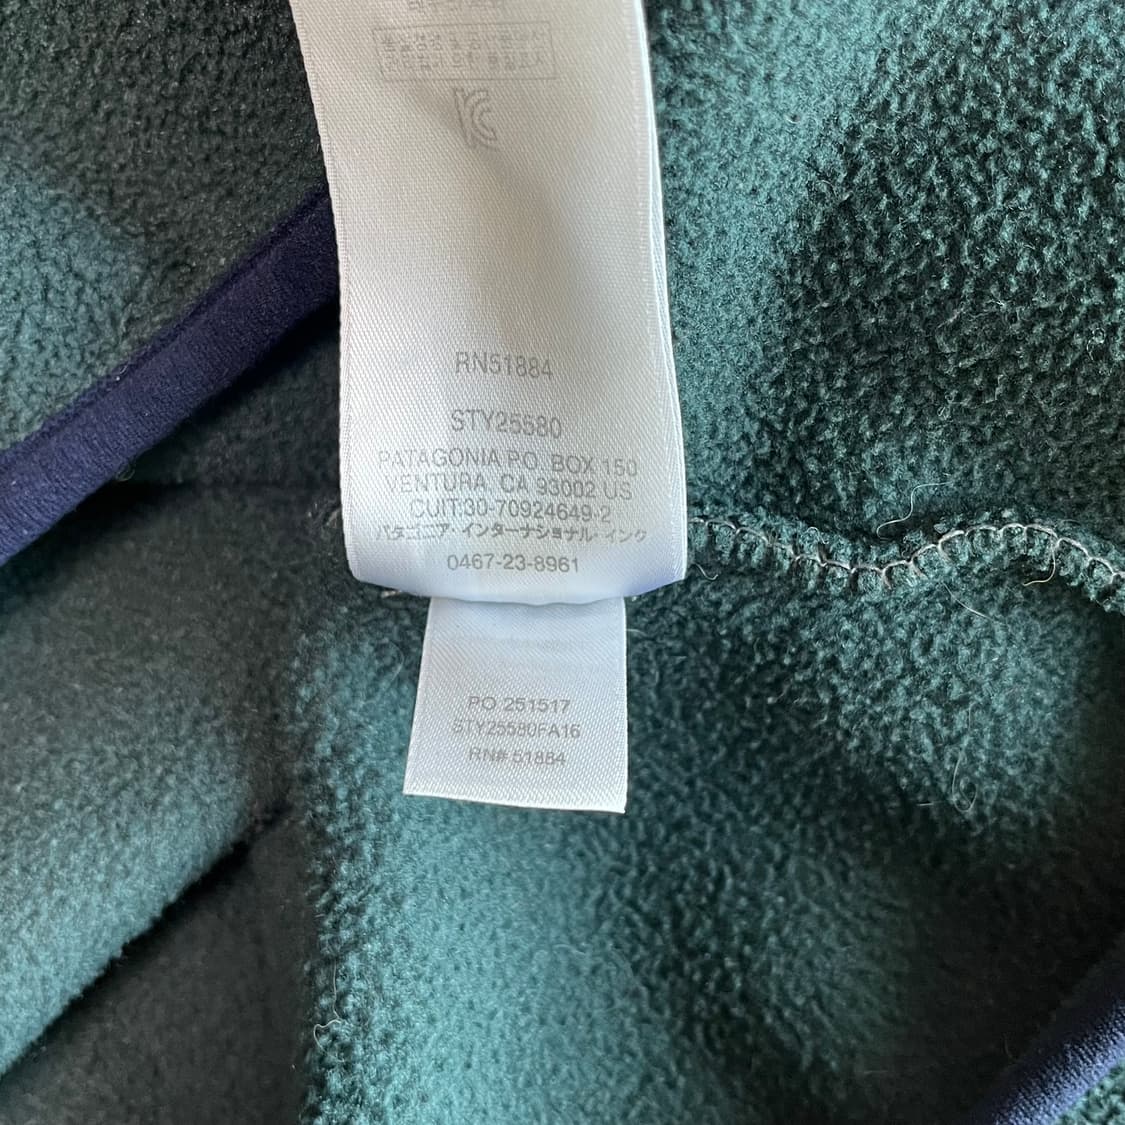 RN51884
STY25580
PATAGONIA P.O. BOX 150
VENTURA, CA 93002 US
CUIT:30-70924649-2
パタゴニア・インターナショナル・インク
0467-23-8961
PO 251517
STY25580FA16
RN# 51884